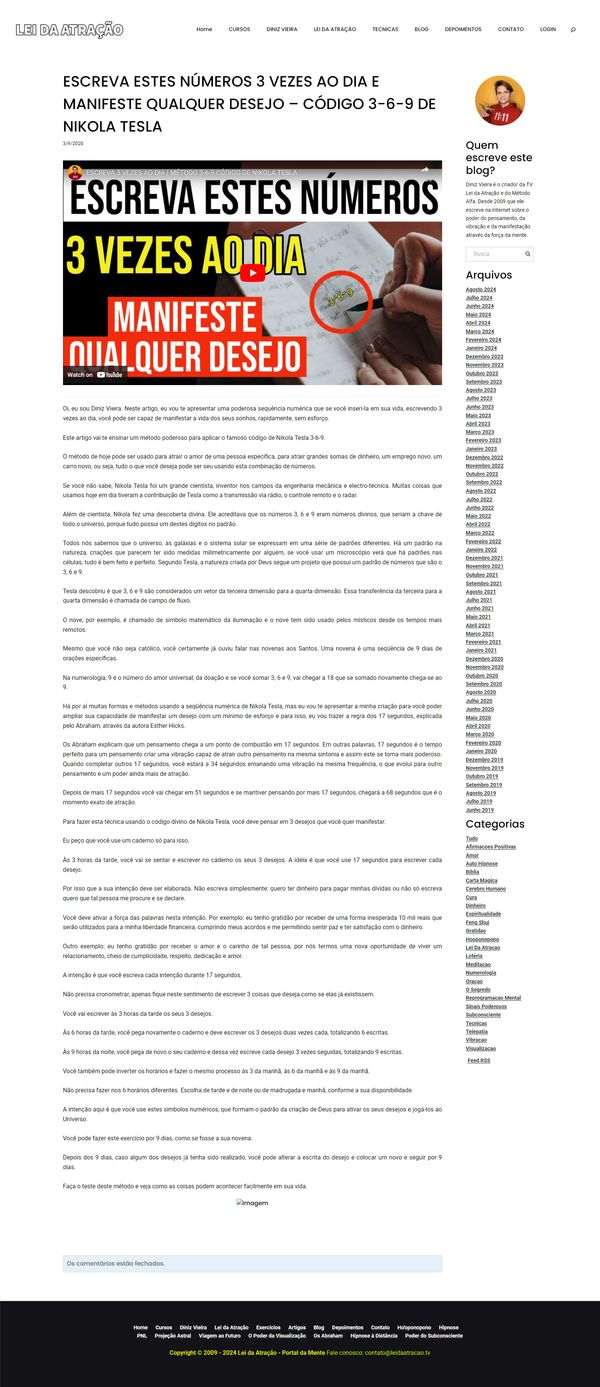 LEI DA ATRAÇÃO
Home CURSOS DINIZ VIEIRA LEI DA ATRAÇÃO TECNICAS BLOG DEPOIMENTOS CONTATO LOGIN
ESCREVA ESTES NÚMEROS 3 VEZES AO DIA E
MANIFESTE QUALQUER DESEJO – CÓDIGO 3-6-9 DE
NIKOLA TESLA
3/9/2020
ESCREVA 3 VEZES AO DIA | MÉTODO 3-6-9 CÓDIGO DE NIKOLA TESLA
ESCREVA ESTES NÚMEROS
3 VEZES AO DIA
3-6-9
MANIFESTE
QUALQUER DESEJO
Watch on YouTube
Oi, eu sou Diniz Vieira. Neste artigo, eu vou te apresentar uma poderosa sequência numérica que se você inseri-la em sua vida, escrevendo 3
vezes ao dia, você pode ser capaz de manifestar a vida dos seus sonhos, rapidamente, sem esforço.
Este artigo vai te ensinar um método poderoso para aplicar o famoso código de Nikola Tesla 3-6-9.
O método de hoje pode ser usado para atrair o amor de uma pessoa específica, para atrair grandes somas de dinheiro, um emprego novo, um
carro novo, ou seja, tudo o que você deseja pode ser seu usando esta combinação de números.
Se você não sabe, Nikola Tesla foi um grande cientista, inventor nos campos da engenharia mecânica e electro-técnica. Muitas coisas que
usamos hoje em dia tiveram a contribuição de Tesla como a transmissão via rádio, o controle remoto e o radar.
Além de cientista, Nikola fez uma descoberta divina. Ele acreditava que os números 3, 6 e 9 eram números divinos, que seriam a chave de
todo o universo, porque tudo possui um destes dígitos no padrão.
Todos nós sabemos que o universo, as galáxias e o sistema solar se expressam em uma série de padrões diferentes. Há um padrão na
natureza, criações que parecem ter sido medidas milimetricamente por alguém, se você usar um microscópio verá que há padrões nas
células, tudo é bem feito e perfeito. Segundo Tesla, a natureza criada por Deus segue um projeto que possui um padrão de números que são o
3, 6 e 9.
Tesla descobriu é que 3, 6 e 9 são considerados um vetor da terceira dimensão para a quarta dimensão. Essa transferência da terceira para a
quarta dimensão é chamada de campo de fluxo.
O nove, por exemplo, é chamado de símbolo matemático da iluminação e o nove tem sido usado pelos místicos desde os tempos mais
remotos.
Mesmo que você não seja católico, você certamente já ouviu falar nas novenas aos Santos. Uma novena é uma seqüência de 9 dias de
orações específicas.
Na numerologia, 9 é o número do amor universal, da doação e se você somar 3, 6 e 9, vai chegar a 18 que se somado novamente chega-se ao
9.
Há por aí muitas formas e métodos usando a seqüência numérica de Nikola Tesla, mas eu vou te apresentar a minha criação para você poder
ampliar sua capacidade de manifestar um desejo com um mínimo de esforço e para isso, eu vou trazer a regra dos 17 segundos, explicada
pelo Abraham, através da autora Esther Hicks.
Os Abraham explicam que um pensamento chega a um ponto de combustão em 17 segundos. Em outras palavras, 17 segundos é o tempo
perfeito para um pensamento criar uma vibração capaz de atrair outro pensamento na mesma sintonia e assim este se torna mais poderoso.
Quando completar outros 17 segundos, você estará a 34 segundos emanando uma vibração na mesma frequência, o que evolui para outro
pensamento e um poder ainda mais de atração.
Depois de mais 17 segundos você vai chegar em 51 segundos e se mantiver pensando por mais 17 segundos, chegará a 68 segundos que é o
momento exato de atração.
Para fazer esta técnica usando o código divino de Nikola Tesla, você deve pensar em 3 desejos que você quer manifestar.
Eu peço que você use um caderno só para isso.
Às 3 horas da tarde, você vai se sentar e escrever no caderno os seus 3 desejos. A idéia é que você use 17 segundos para escrever cada
desejo.
Por isso que a sua intenção deve ser elaborada. Não escreva simplesmente: quero ter dinheiro para pagar minhas dívidas ou não só escreva
quero que tal pessoa me procure e se declare.
Você deve ativar a força das palavras nesta intenção. Por exemplo: eu tenho gratidão por receber de uma forma inesperada 10 mil reais que
serão utilizados para a minha liberdade financeira, cumprindo meus acordos e me permitindo sentir paz e ter satisfação com o dinheiro.
Outro exemplo: eu tenho gratidão por receber o amor e o carinho de tal pessoa, por nós termos uma nova oportunidade de viver um
relacionamento, cheio de cumplicidade, respeito, dedicação e amor.
A intenção é que você escreva cada intenção durante 17 segundos.
Não precisa cronometrar, apenas fique neste sentimento de escrever 3 coisas que deseja como se elas já existissem.
Você vai escrever às 3 horas da tarde os seus 3 desejos.
Às 6 horas da tarde, você pega novamente o caderno e deve escrever os 3 desejos duas vezes cada, totalizando 6 escritas.
Às 9 horas da noite, você pega de novo o seu caderno e dessa vez escreve cada desejo 3 vezes seguidas, totalizando 9 escritas.
Você também pode inverter os horários e fazer o mesmo processo às 3 da manhã, às 6 da manhã e às 9 da manhã.
Não precisa fazer nos 6 horários diferentes. Escolha de tarde e de noite ou de madrugada e manhã, conforme a sua disponibilidade.
A intenção aqui é que você use estes símbolos numéricos, que formam o padrão da criação de Deus para ativar os seus desejos e jogá-los ao
Universo.
Você pode fazer este exercício por 9 dias, como se fosse a sua novena.
Depois dos 9 dias, caso algum dos desejos já tenha sido realizado, você pode alterar a escrita do desejo e colocar um novo e seguir por 9
dias.
Faça o teste deste método e veja como as coisas podem acontecer facilmente em sua vida.
Imagem
Os comentários estão fechados.
11:11
Quem
escreve este
blog?
Diniz Vieira é o criador da TV
Lei da Atração e do Método
Alfa. Desde 2009 que ele
escreve na Internet sobre o
poder do pensamento, da
vibração e da manifestação
através da força da mente.
Busca
Arquivos
Agosto 2024
Julho 2024
Junho 2024
Maio 2024
Abril 2024
Março 2024
Fevereiro 2024
Janeiro 2024
Dezembro 2023
Novembro 2023
Outubro 2023
Setembro 2023
Agosto 2023
Julho 2023
Junho 2023
Maio 2023
Abril 2023
Março 2023
Fevereiro 2023
Janeiro 2023
Dezembro 2022
Novembro 2022
Outubro 2022
Setembro 2022
Agosto 2022
Julho 2022
Junho 2022
Maio 2022
Abril 2022
Março 2022
Fevereiro 2022
Janeiro 2022
Dezembro 2021
Novembro 2021
Outubro 2021
Setembro 2021
Agosto 2021
Julho 2021
Junho 2021
Maio 2021
Abril 2021
Março 2021
Fevereiro 2021
Janeiro 2021
Dezembro 2020
Novembro 2020
Outubro 2020
Setembro 2020
Agosto 2020
Julho 2020
Junho 2020
Maio 2020
Abril 2020
Março 2020
Fevereiro 2020
Janeiro 2020
Dezembro 2019
Novembro 2019
Outubro 2019
Setembro 2019
Agosto 2019
Julho 2019
Junho 2019
Categorias
Tudo
Afirmacoes Positivas
Amor
Auto Hipnose
Biblia
Carta Magica
Cerebro Humano
Cura
Dinheiro
Espiritualidade
Feng Shui
Gratidao
Hooponopono
Lei Da Atracao
Loteria
Meditacao
Numerologia
Oracao
O Segredo
Reprogramacao Mental
Sinais Poderosos
Subconsciente
Tecnicas
Telepatia
Vibracao
Visualizacao
Feed RSS
Home Cursos Diniz Vieira Lei da Atração Exercícios Artigos Blog Depoimentos Contato Ho'oponopono Hipnose
PNL Projeção Astral Viagem ao Futuro O Poder da Visualização Os Abraham Hipnose à Distância Poder do Subconsciente
Copyright © 2009 - 2024 Lei da Atração - Portal da Mente Fale conosco: contato@leidaatracao.tv